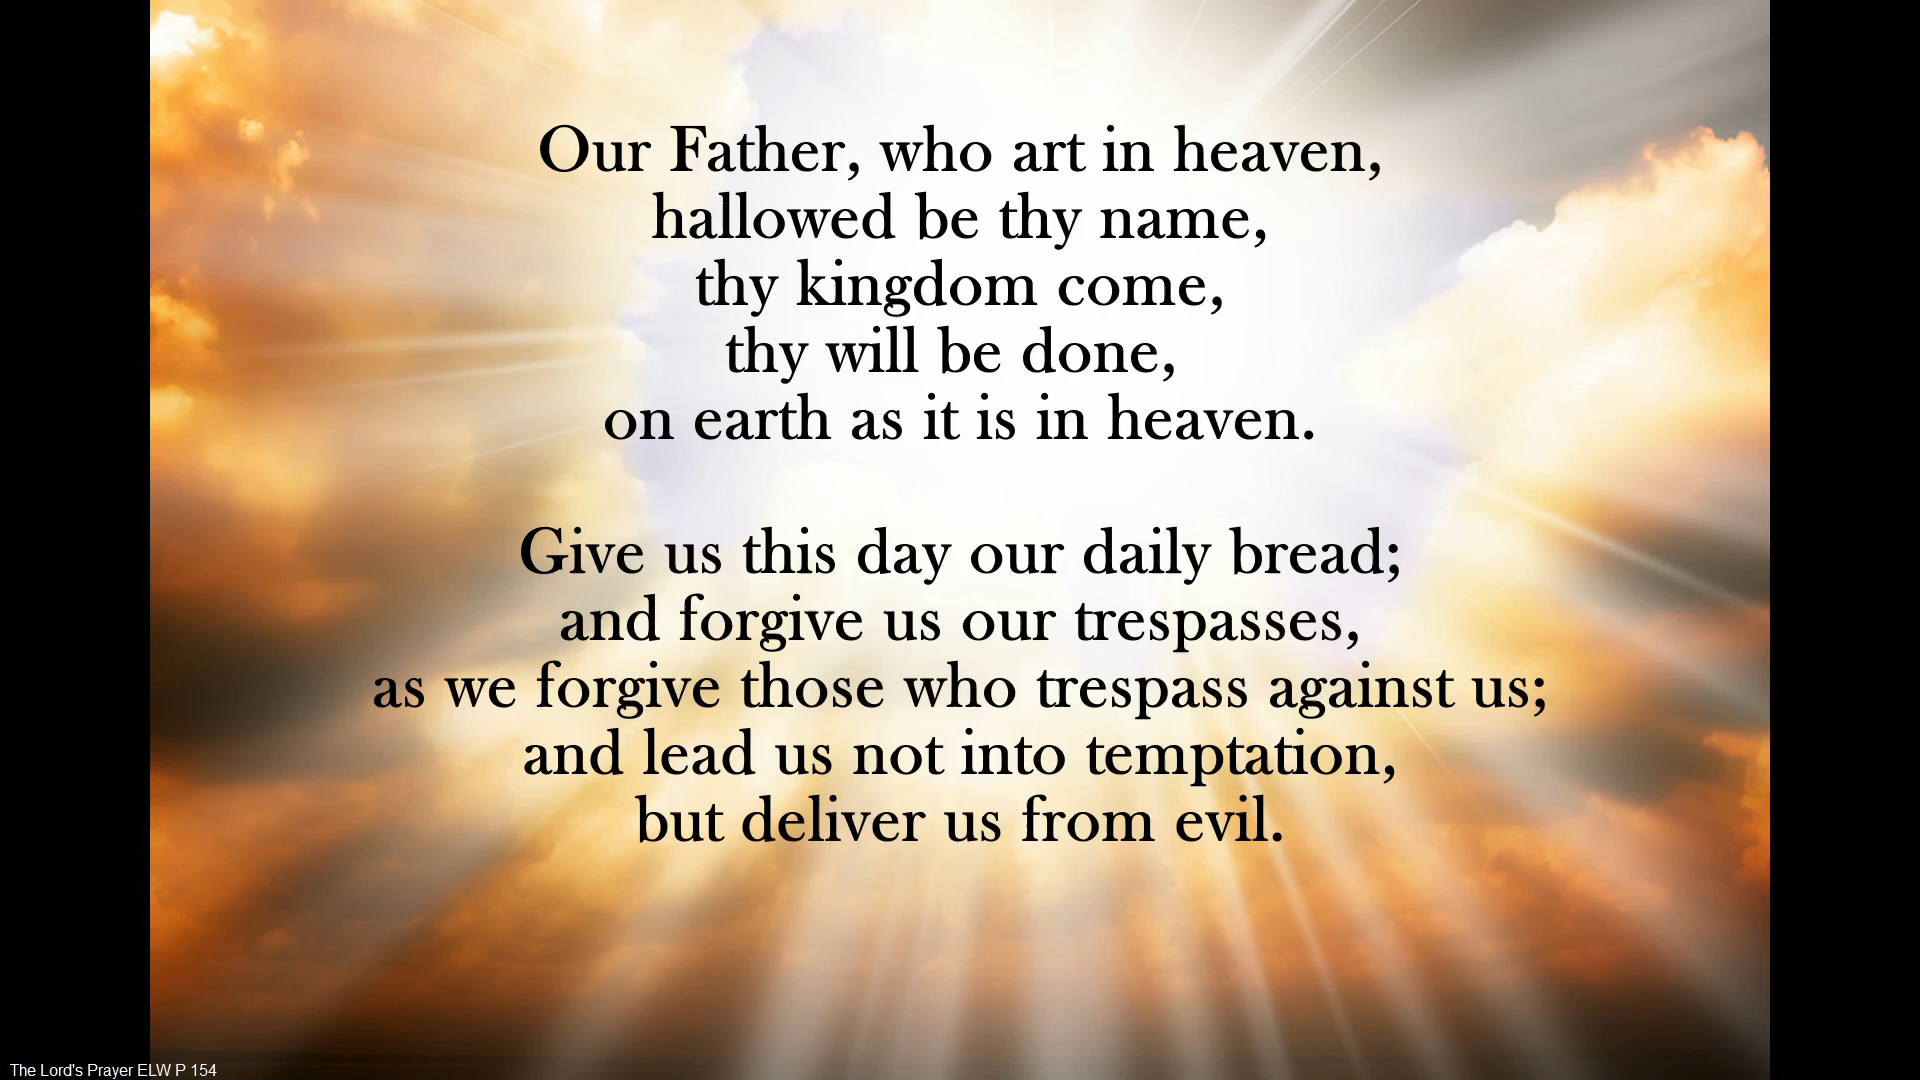 Our Father, who art in heaven,
hallowed be thy name,
thy kingdom come,
thy will be done,
on earth as it is in heaven.
Give us this day our daily bread;
and forgive us our trespasses,
as we forgive those who trespass against us;
and lead us not into temptation,
but deliver us from evil.
The Lord's Prayer ELW P 154